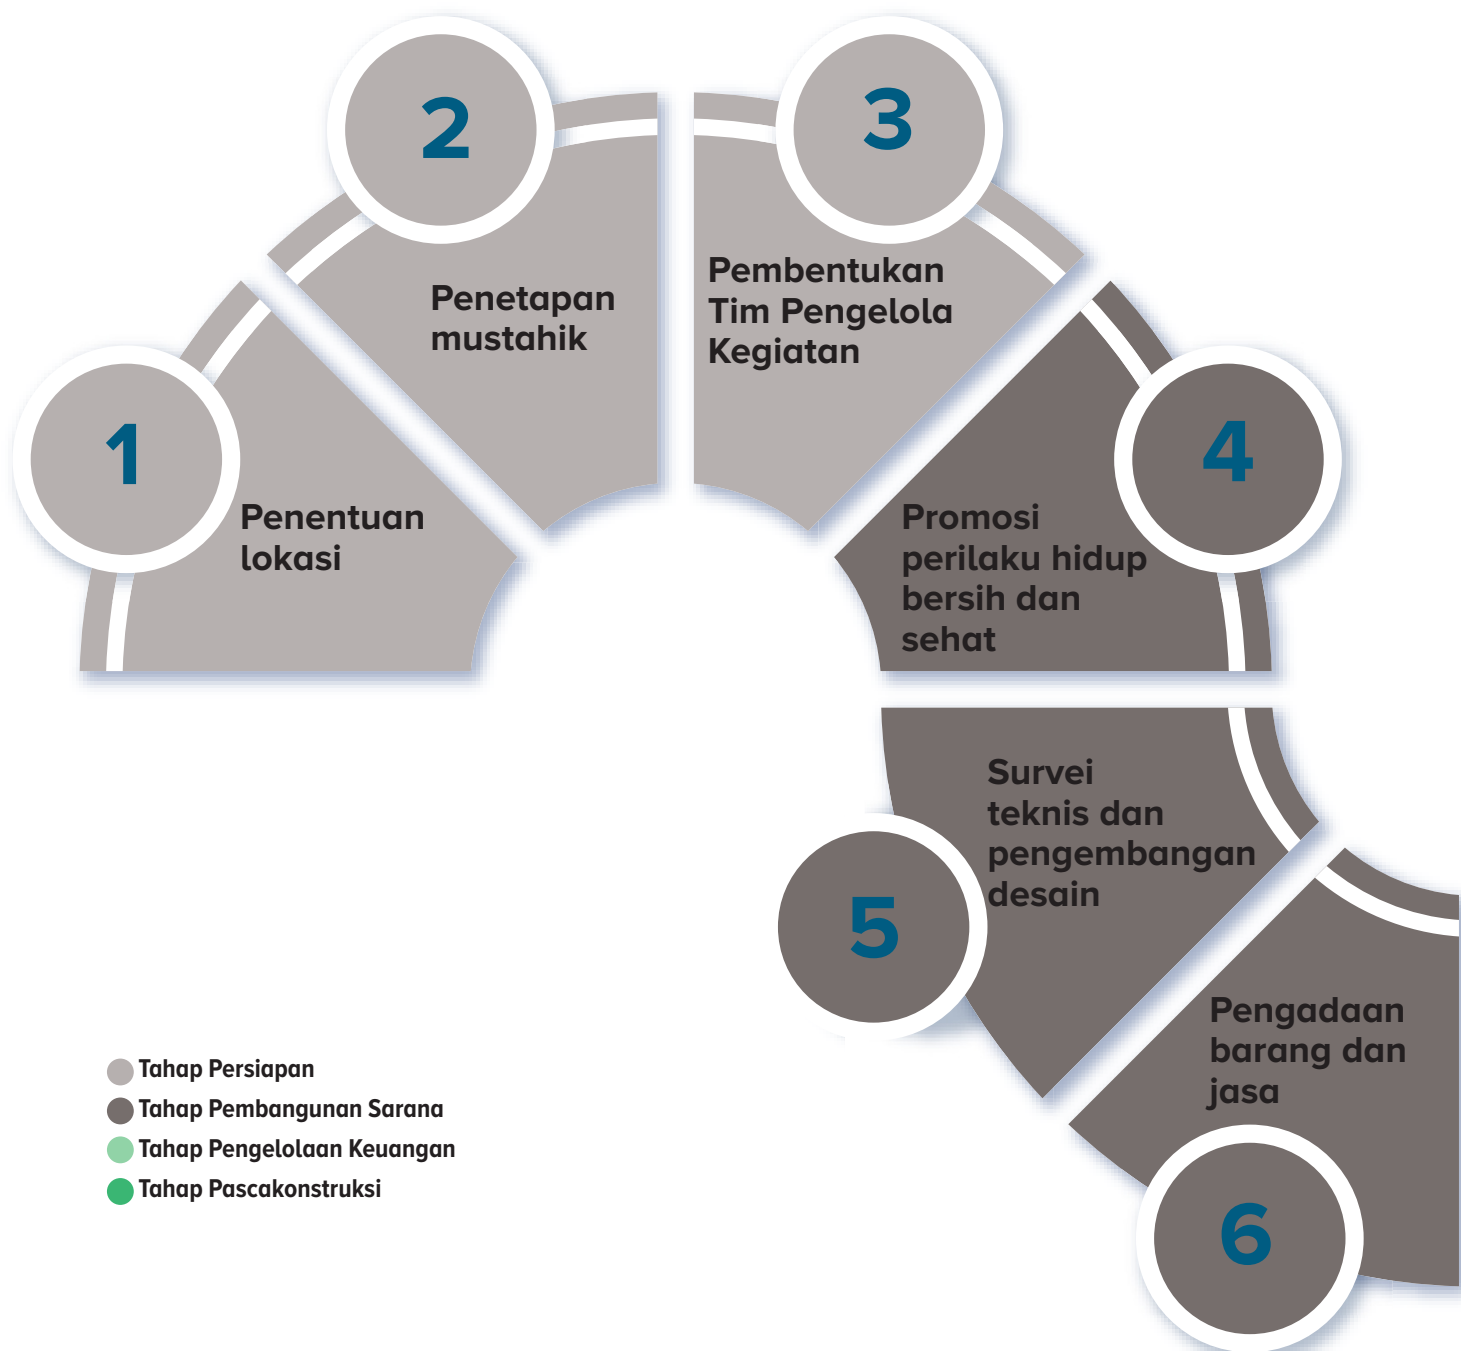 1
Penentuan
lokasi
2
Penetapan
mustahik
3
Pembentukan
Tim Pengelola
Kegiatan
4
Promosi
perilaku hidup
bersih dan
sehat
5
Survei
teknis dan
pengembangan
desain
6
Pengadaan
barang dan
jasa
Tahap Persiapan
Tahap Pembangunan Sarana
Tahap Pengelolaan Keuangan
Tahap Pascakonstruksi